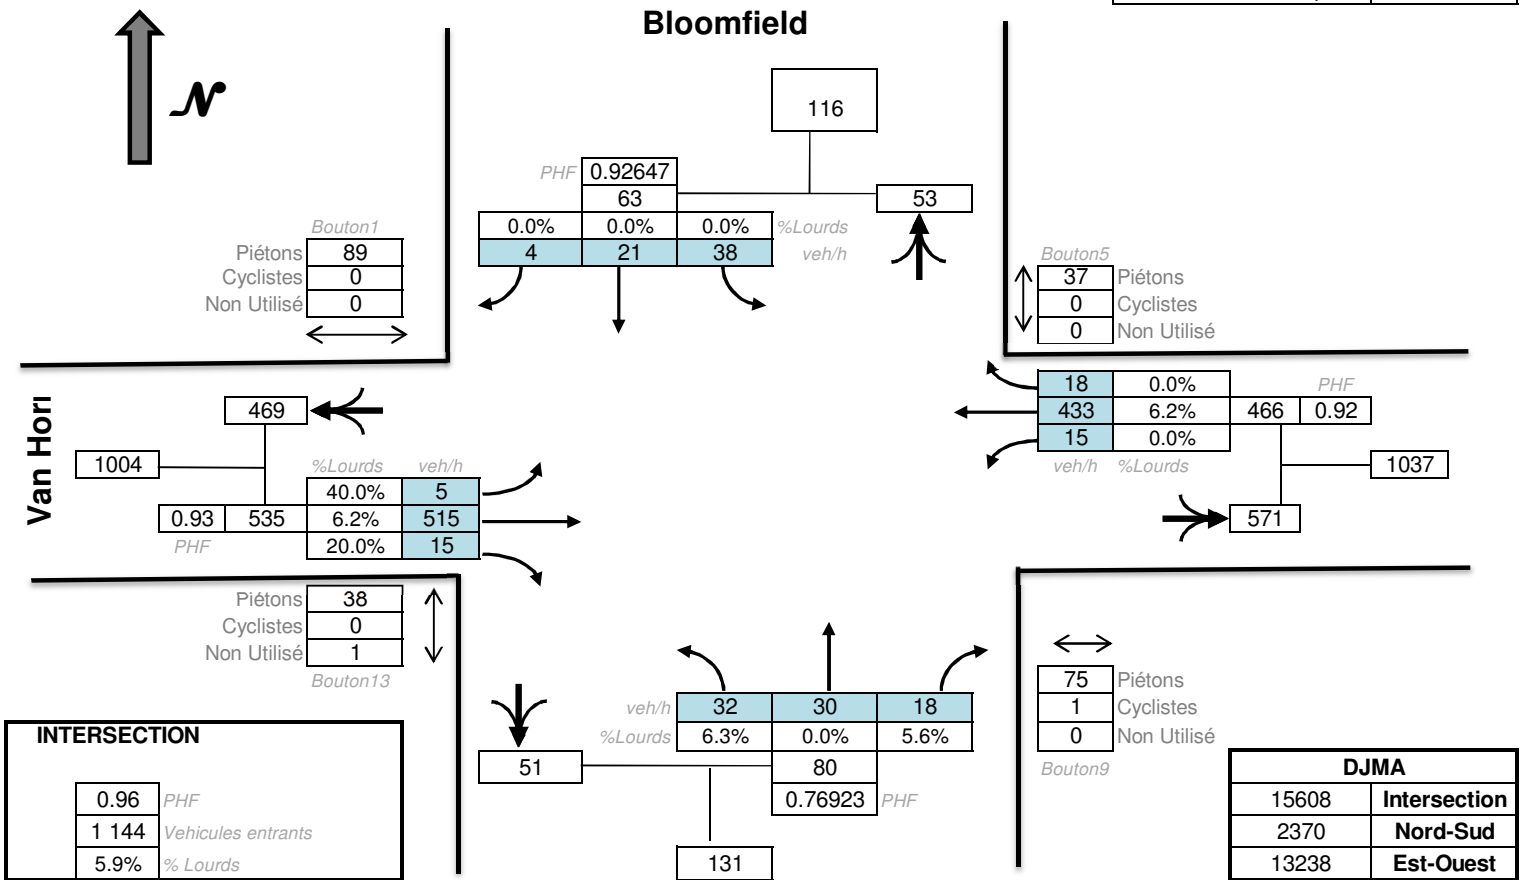 Bloomfield
N
116
PHF 0.92647
63
53
0.0% 0.0% 0.0% %Lourds
4 21 38 veh/h
Bouton1
Piétons 89
Cyclistes 0
Non Utilisé 0
Bouton5
37 Piétons
0 Cyclistes
0 Non Utilisé
Van Hori
469
1004
%Lourds veh/h
40.0% 5
0.93 535 6.2% 515
PHF 20.0% 15
18 0.0% PHF
433 6.2% 466 0.92
15 0.0%
veh/h %Lourds
1037
571
Piétons 38
Cyclistes 0
Non Utilisé 1
Bouton13
veh/h 32 30 18
%Lourds 6.3% 0.0% 5.6%
51
80
0.76923 PHF
131
75 Piétons
1 Cyclistes
0 Non Utilisé
Bouton9
INTERSECTION
0.96 PHF
1 144 Vehicules entrants
5.9% % Lourds
DJMA
15608 Intersection
2370 Nord-Sud
13238 Est-Ouest